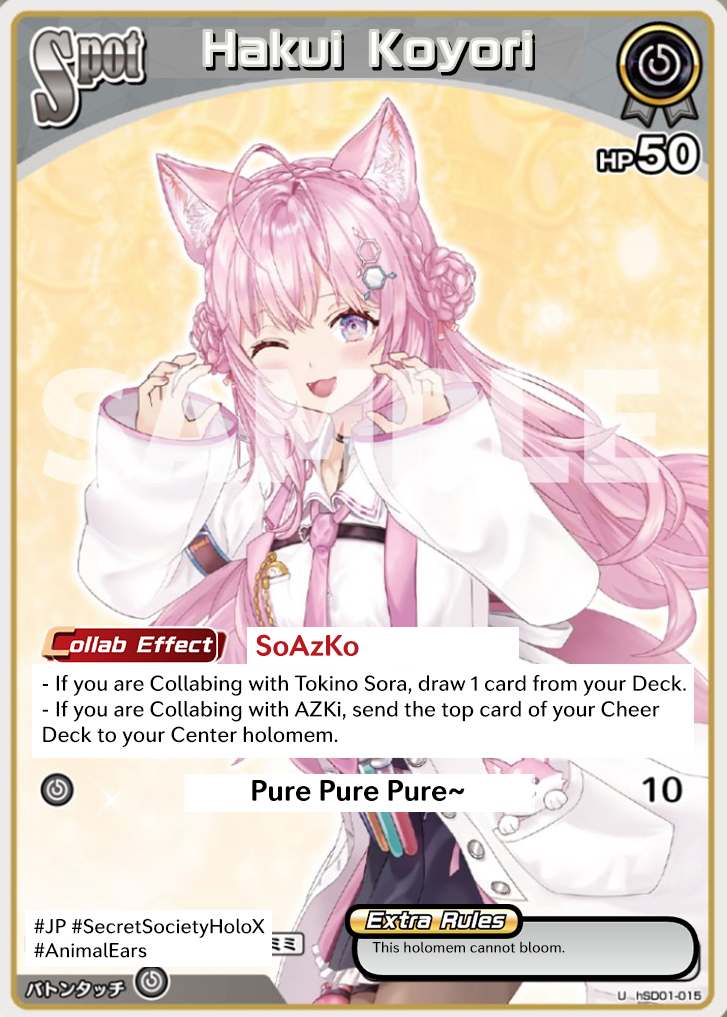 Spot
Hakui Koyori
HP50
SAMPLE
Collab Effect
SoAzKo
- If you are Collabing with Tokino Sora, draw 1 card from your Deck.
- If you are Collabing with AZKi, send the top card of your Cheer
Deck to your Center holomem.
Pure Pure Pure~
10
#JP #SecretSocietyHoloX
#AnimalEars
ミミ
Extra Rules
This holomem cannot bloom.
バトンタッチ
U hSD01-015